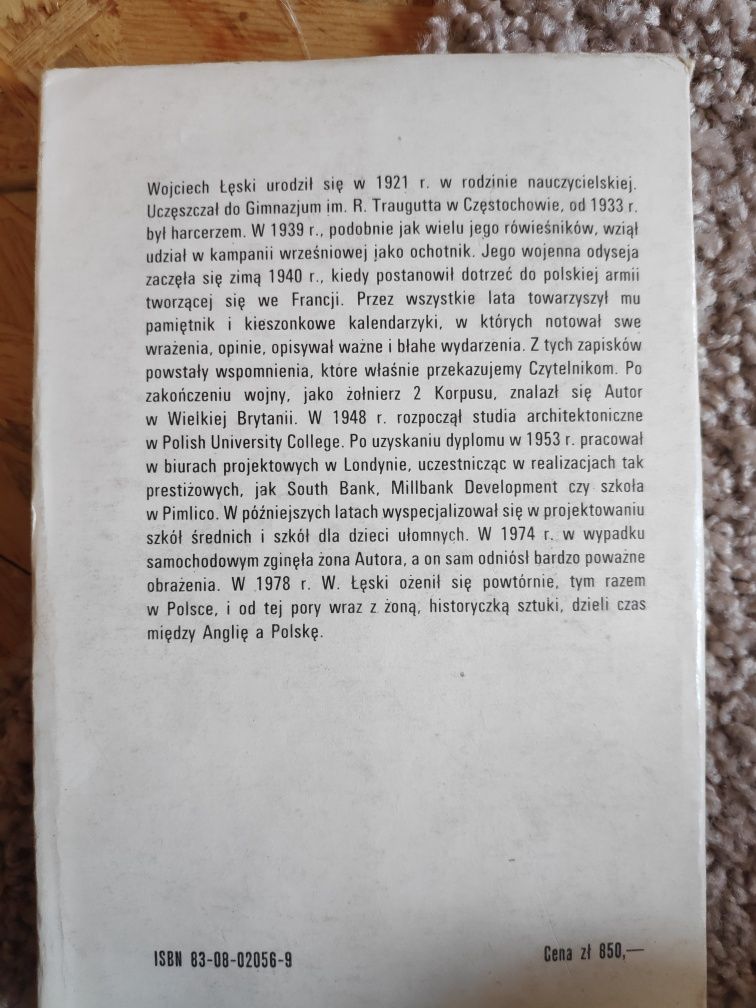 Wojciech Łęski urodził się w 1921 r. w rodzinie nauczycielskiej.
Uczęszczał do Gimnazjum im. R. Traugutta w Częstochowie, od 1933 r.
był harcerzem. W 1939 r., podobnie jak wielu jego rówieśników, wziął
udział w kampanii wrześniowej jako ochotnik. Jego wojenna odyseja
zaczęła się zimą 1940 r., kiedy postanowił dotrzeć do polskiej armii
tworzącej się we Francji. Przez wszystkie lata towarzyszył mu
pamiętnik i kieszonkowe kalendarzyki, w których notował swe
wrażenia, opinie, opisywał ważne i błahe wydarzenia. Z tych zapisków
powstały wspomnienia, które właśnie przekazujemy Czytelnikom. Po
zakończeniu wojny, jako żołnierz 2 Korpusu, znalazł się Autor
w Wielkiej Brytanii. W 1948 r. rozpoczął studia architektoniczne
w Polish University College. Po uzyskaniu dyplomu w 1953 r. pracował
w biurach projektowych w Londynie, uczestnicząc w realizacjach tak
prestiżowych, jak South Bank, Millbank Development czy szkoła
w Pimlico. W późniejszych latach wyspecjalizował się w projektowaniu
szkół średnich i szkół dla dzieci ułomnych. W 1974 r. w wypadku
samochodowym zginęła żona Autora, a on sam odniósł bardzo poważne
obrażenia. W 1978 r. W. Łęski ożenił się powtórnie, tym razem
w Polsce, i od tej pory wraz z żoną, historyczką sztuki, dzieli czas
między Anglię a Polskę.
ISBN 83-08-02056-9
Cena zł 850,—